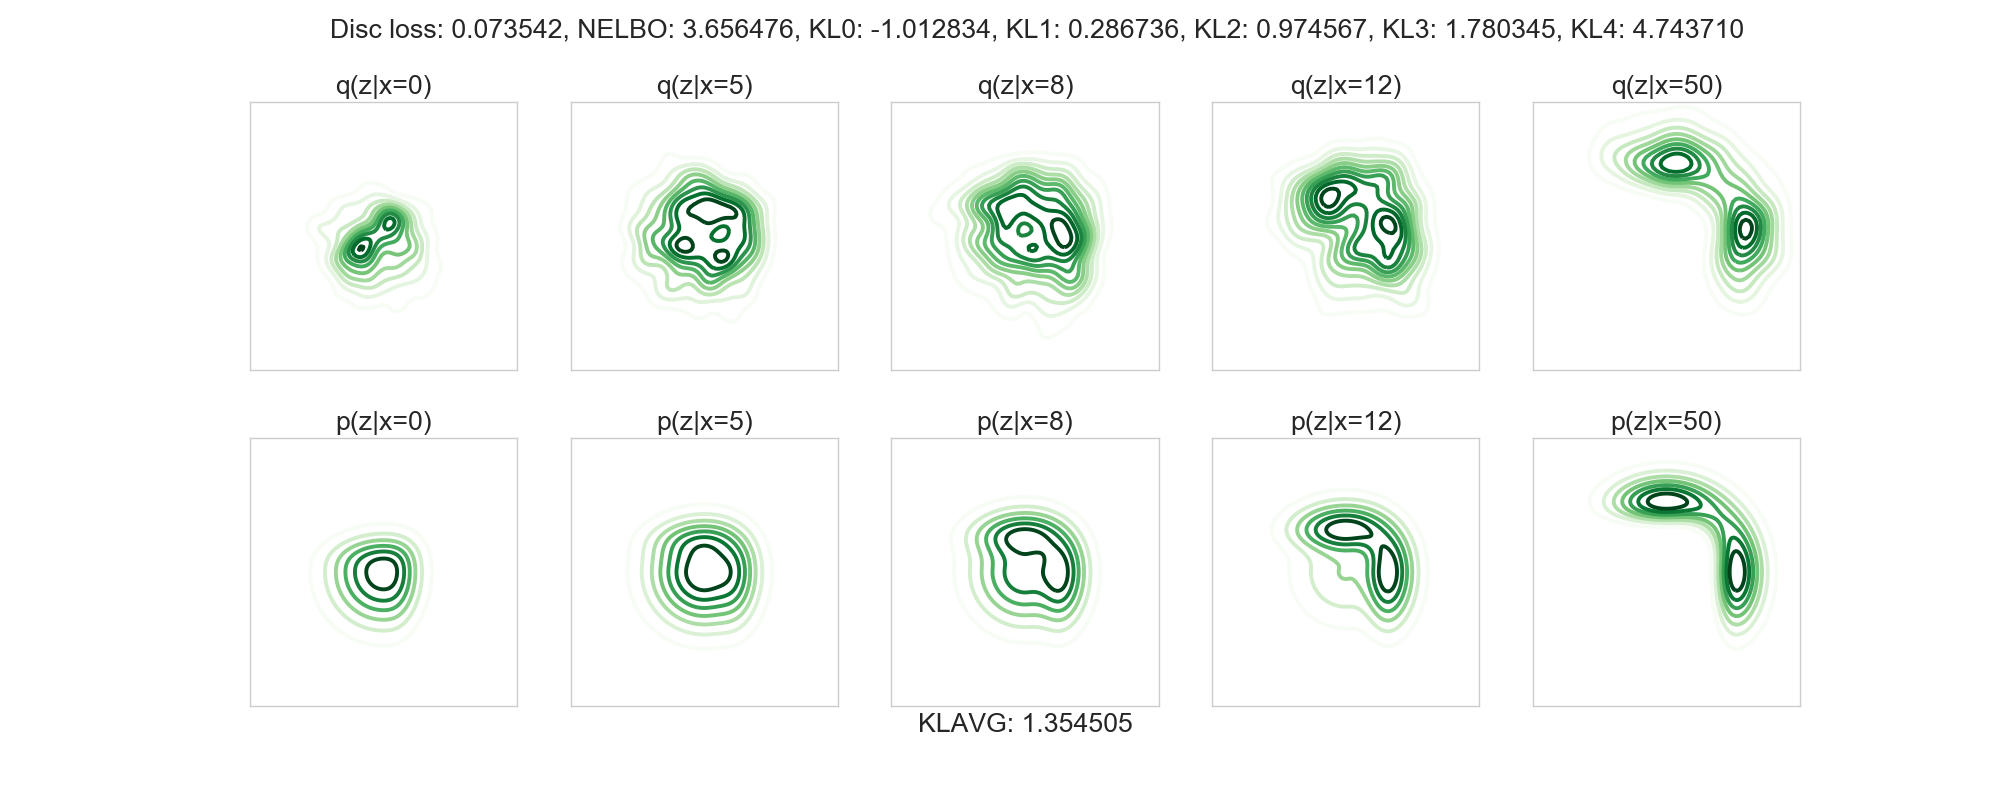 Disc loss: 0.073542, NELBO: 3.656476, KL0: -1.012834, KL1: 0.286736, KL2: 0.974567, KL3: 1.780345, KL4: 4.743710
q(z|x=0) q(z|x=5) q(z|x=8) q(z|x=12) q(z|x=50)
p(z|x=0) p(z|x=5) p(z|x=8) p(z|x=12) p(z|x=50)
KLAVG: 1.354505